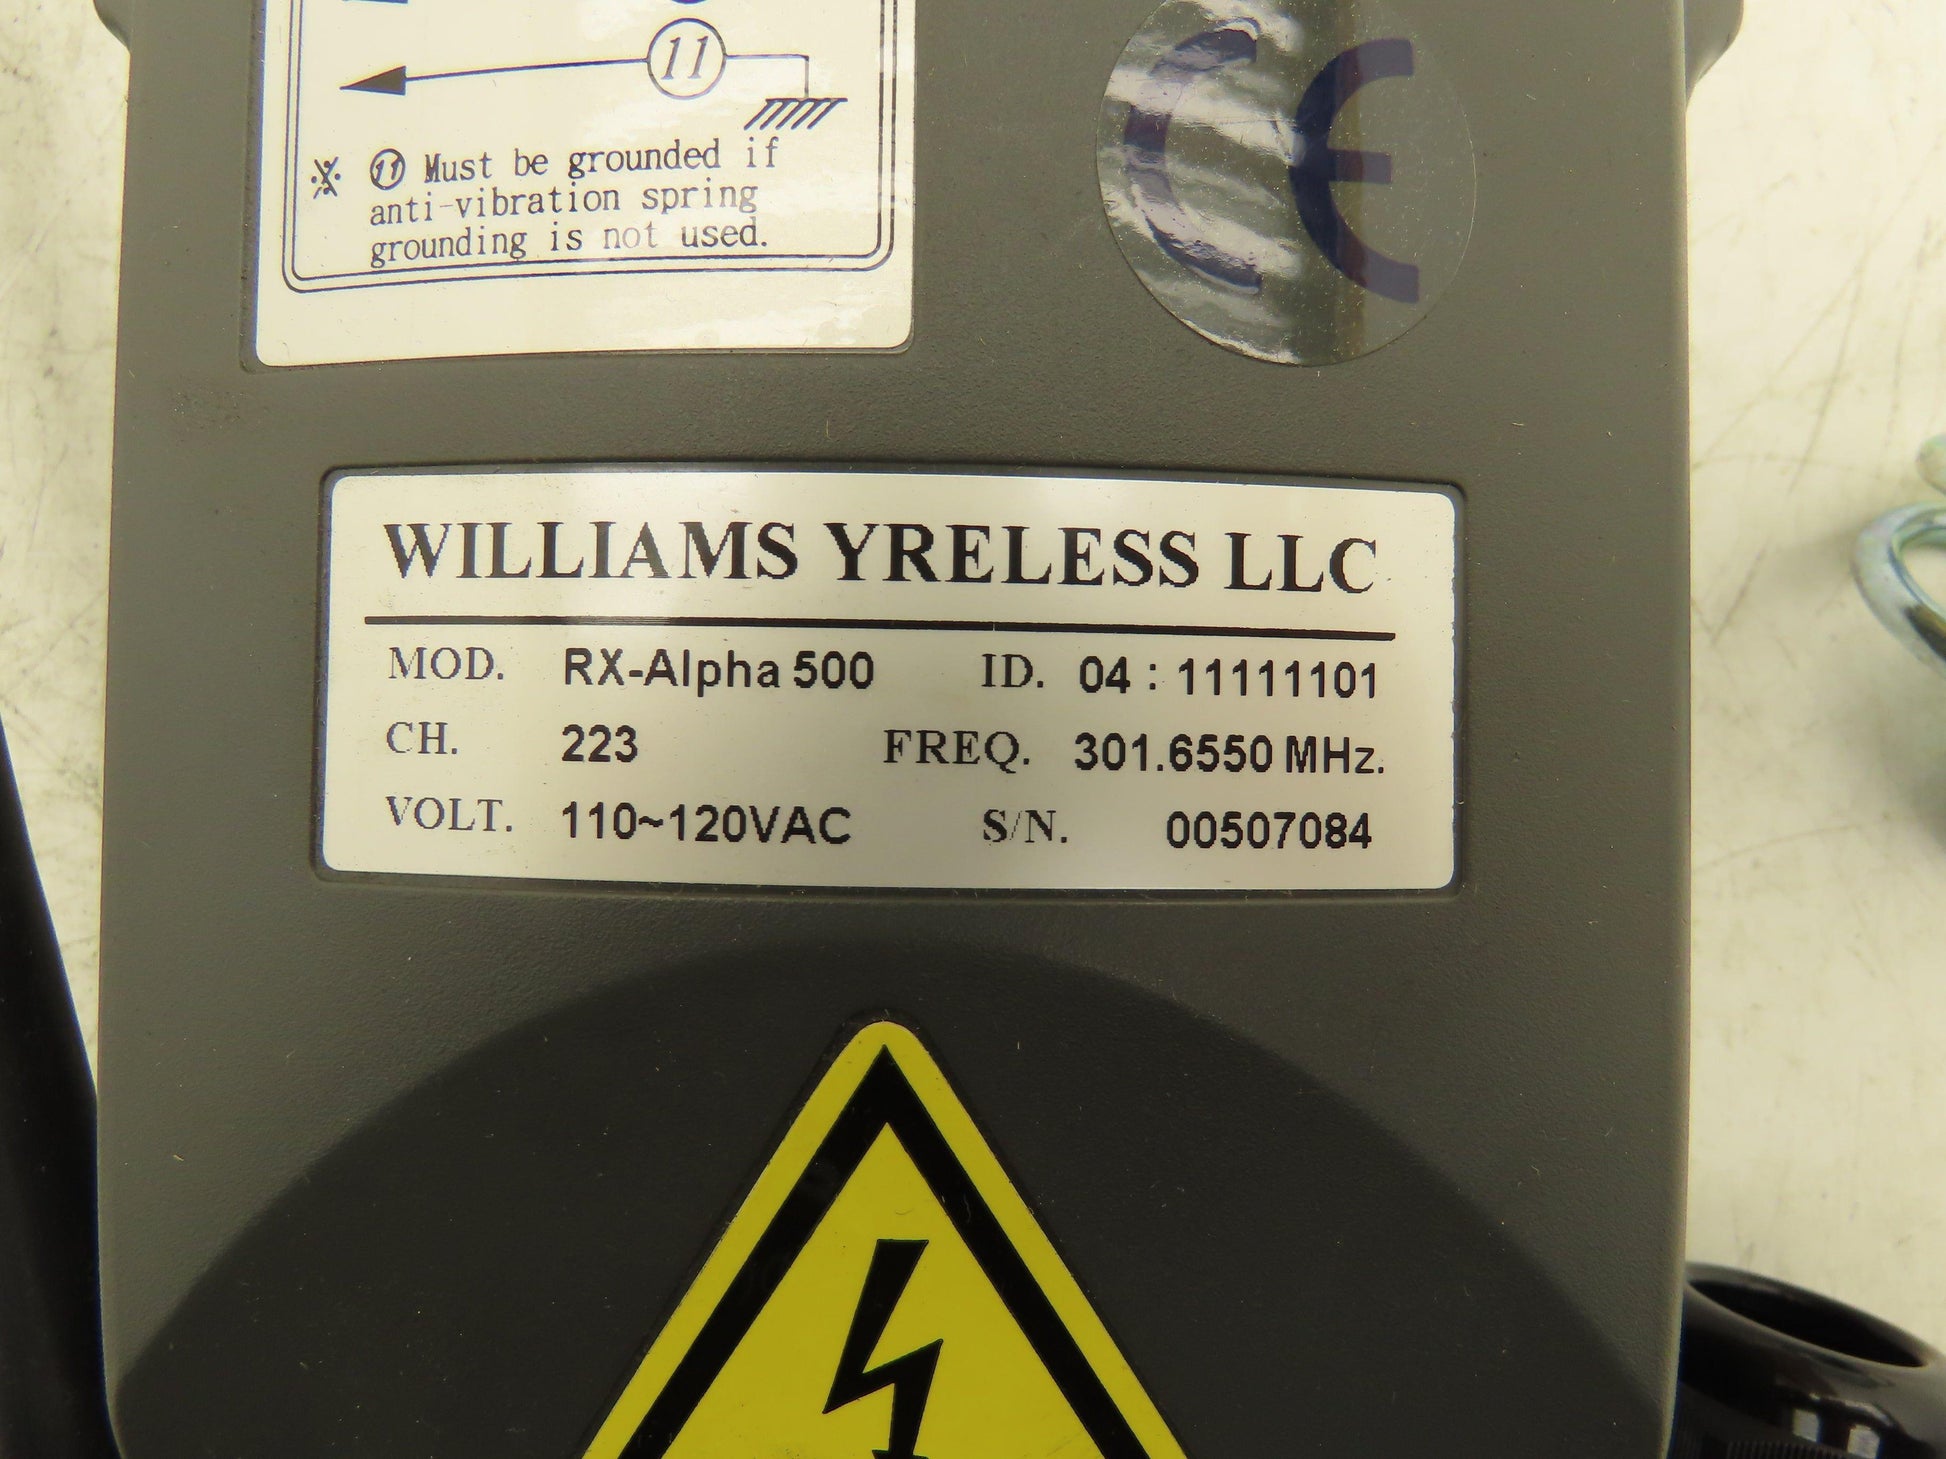 11
※ 11 Must be grounded if
anti-vibration spring
grounding is not used.
CE
WILLIAMS YRELESS LLC
MOD. RX-Alpha 500 ID. 04 : 11111101
CH. 223 FREQ. 301.6550 MHz.
VOLT. 110~120VAC S/N. 00507084